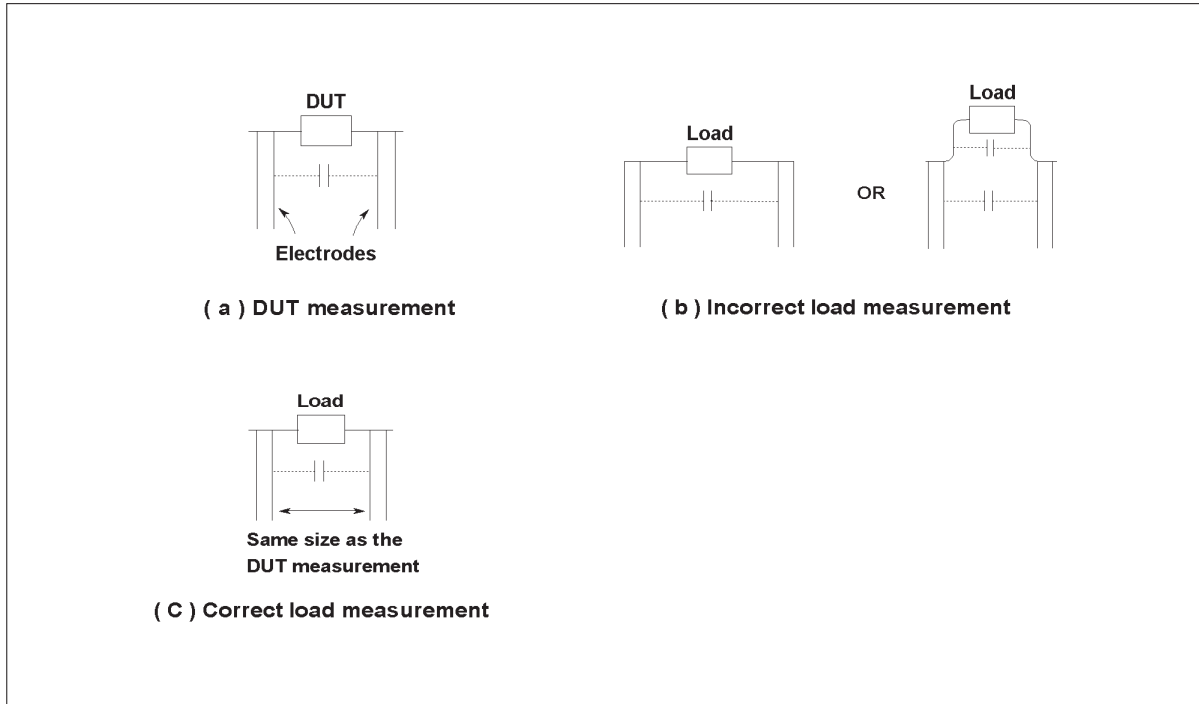 DUT
Electrodes
( a ) DUT measurement
Load
OR
Load
( b ) Incorrect load measurement
Load
Same size as the
DUT measurement
( C ) Correct load measurement